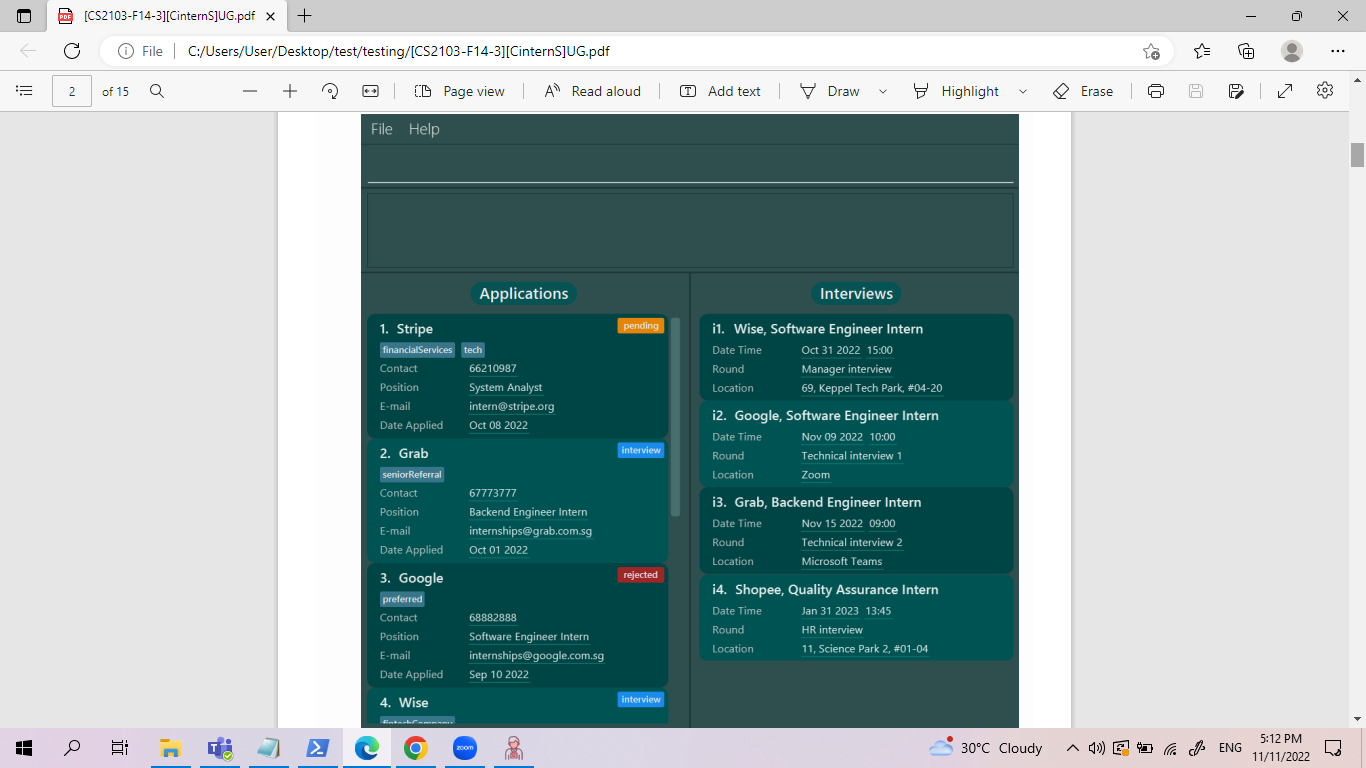 [CS2103-F14-3][CinternS]UG.pdf
File C:/Users/User/Desktop/test/testing/[CS2103-F14-3][CinternS]UG.pdf
2 of 15 Page view Read aloud Add text Draw Highlight Erase
File Help
Applications
1. Stripe pending
financialServices tech
Contact 66210987
Position System Analyst
E-mail intern@stripe.org
Date Applied Oct 08 2022
2. Grab interview
seniorReferral
Contact 67773777
Position Backend Engineer Intern
E-mail internships@grab.com.sg
Date Applied Oct 01 2022
3. Google rejected
preferred
Contact 68882888
Position Software Engineer Intern
E-mail internships@google.com.sg
Date Applied Sep 10 2022
4. Wise interview
fintechCompany
Interviews
i1. Wise, Software Engineer Intern
Date Time Oct 31 2022 15:00
Round Manager interview
Location 69, Keppel Tech Park, #04-20
i2. Google, Software Engineer Intern
Date Time Nov 09 2022 10:00
Round Technical interview 1
Location Zoom
i3. Grab, Backend Engineer Intern
Date Time Nov 15 2022 09:00
Round Technical interview 2
Location Microsoft Teams
i4. Shopee, Quality Assurance Intern
Date Time Jan 31 2023 13:45
Round HR interview
Location 11, Science Park 2, #01-04
zoom
30°C Cloudy
ENG
5:12 PM
11/11/2022